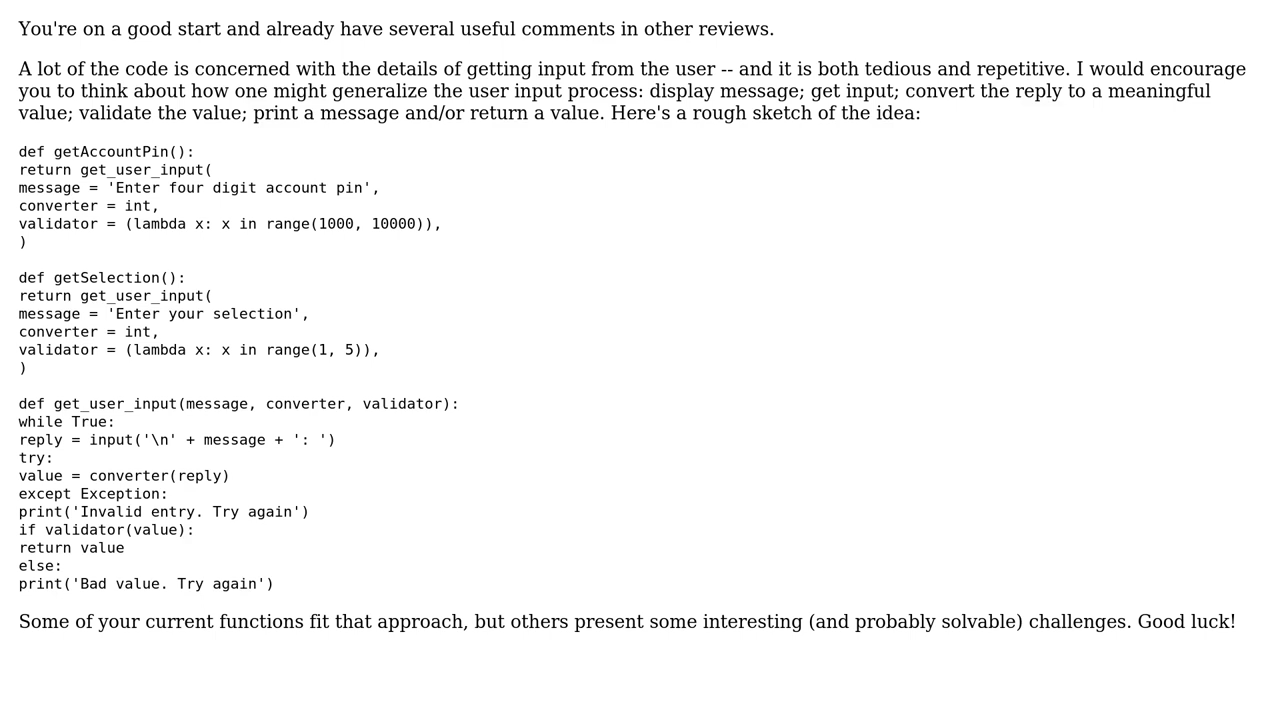 You're on a good start and already have several useful comments in other reviews.
A lot of the code is concerned with the details of getting input from the user -- and it is both tedious and repetitive. I would encourage
you to think about how one might generalize the user input process: display message; get input; convert the reply to a meaningful
value; validate the value; print a message and/or return a value. Here's a rough sketch of the idea:
def getAccountPin():
return get_user_input(
message = 'Enter four digit account pin',
converter = int,
validator = (lambda x: x in range(1000, 10000)),
)
def getSelection():
return get_user_input(
message = 'Enter your selection',
converter = int,
validator = (lambda x: x in range(1, 5)),
)
def get_user_input(message, converter, validator):
while True:
reply = input('\n' + message + ': ')
try:
value = converter(reply)
except Exception:
print('Invalid entry. Try again')
if validator(value):
return value
else:
print('Bad value. Try again')
Some of your current functions fit that approach, but others present some interesting (and probably solvable) challenges. Good luck!